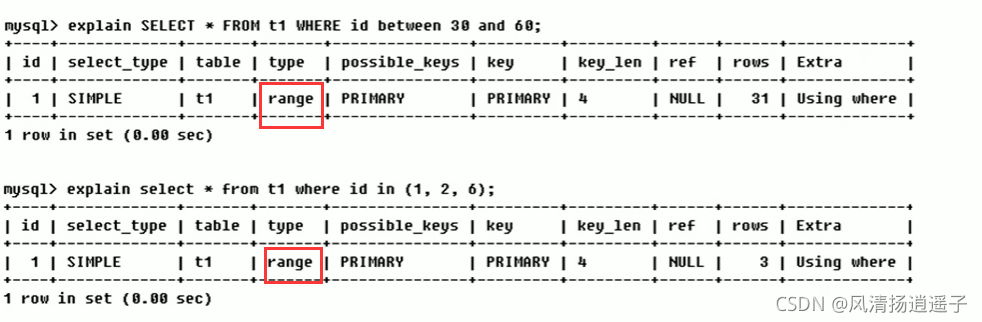 mysql> explain SELECT * FROM t1 WHERE id between 30 and 60;
+----+-------------+-------+-------+---------------+---------+---------+------+------+-------------+
| id | select_type | table | type | possible_keys | key | key_len | ref | rows | Extra |
+----+-------------+-------+-------+---------------+---------+---------+------+------+-------------+
| 1 | SIMPLE | t1 | range | PRIMARY | PRIMARY | 4 | NULL | 31 | Using where |
+----+-------------+-------+-------+---------------+---------+---------+------+------+-------------+
1 row in set (0.00 sec)
mysql> explain select * from t1 where id in (1, 2, 6);
+----+-------------+-------+-------+---------------+---------+---------+------+------+-------------+
| id | select_type | table | type | possible_keys | key | key_len | ref | rows | Extra |
+----+-------------+-------+-------+---------------+---------+---------+------+------+-------------+
| 1 | SIMPLE | t1 | range | PRIMARY | PRIMARY | 4 | NULL | 3 | Using where |
+----+-------------+-------+-------+---------------+---------+---------+------+------+-------------+
1 row in set (0.00 sec)
CSDN @风清扬逍遥子